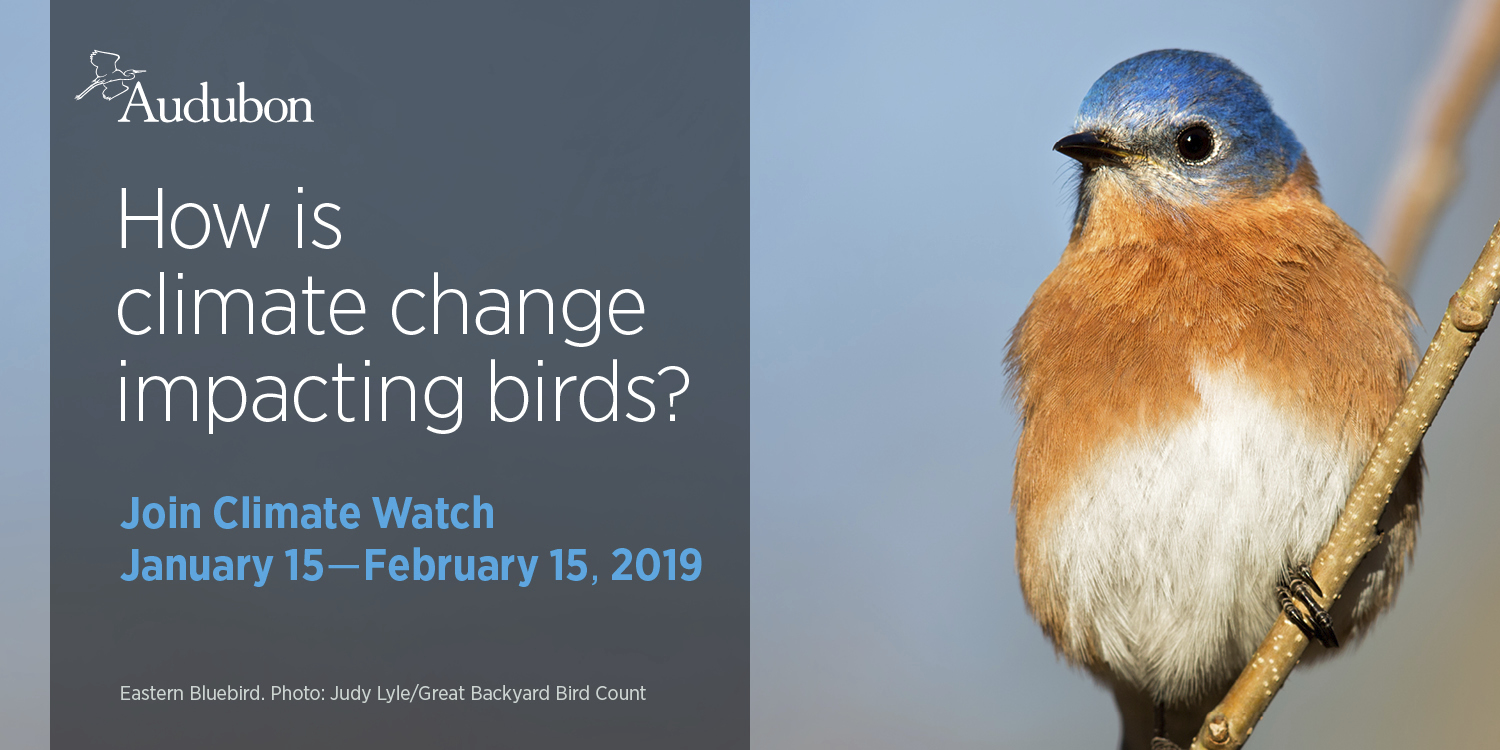 Audubon
How is
climate change
impacting birds?
Join Climate Watch
January 15—February 15, 2019
Eastern Bluebird. Photo: Judy Lyle/Great Backyard Bird Count